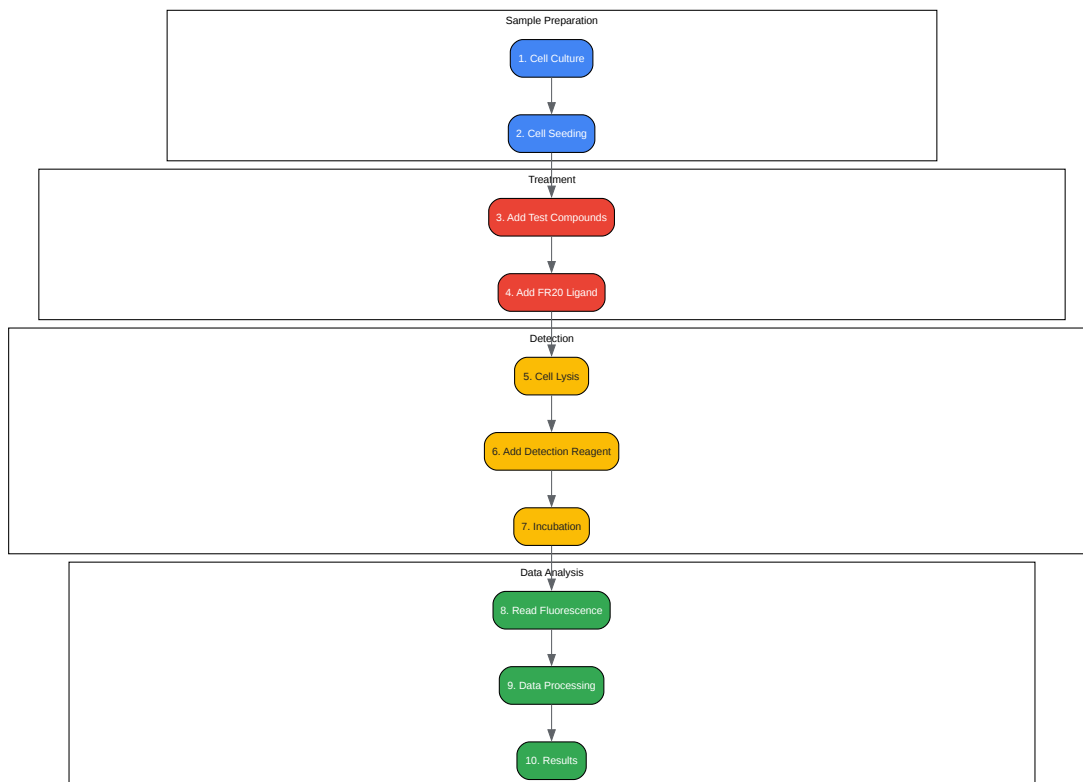 Sample Preparation
1. Cell Culture
2. Cell Seeding
Treatment
3. Add Test Compounds
4. Add FR20 Ligand
Detection
5. Cell Lysis
6. Add Detection Reagent
7. Incubation
Data Analysis
8. Read Fluorescence
9. Data Processing
10. Results